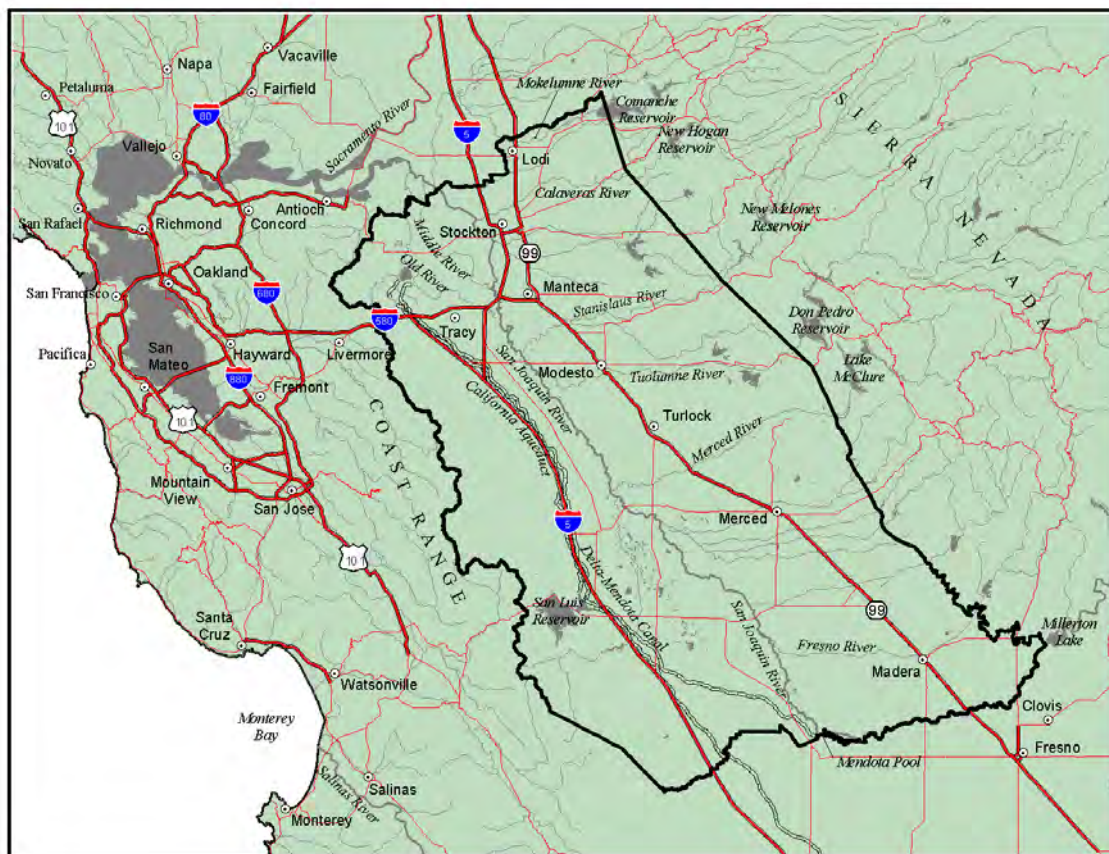 Vacaville
Napa
Petaluma
Fairfield
Mokelumne River
Comanche
Reservoir
80
101
5
New Hogan
Reservoir
Sacramento River
Vallejo
Novato
Lodi
SIERRA NEVADA
Calaveras River
Antioch
San Rafael
Richmond
Concord
New Melones
Reservoir
Stockton
Middle River
99
Old River
Oakland
680
Manteca
San Francisco
Stanislaus River
Don Pedro
Reservoir
580
Tracy
San
Mateo
Hayward
Livermore
Pacifica
Lake
McClure
San Joaquin River
Modesto
Tuolumne River
880
Fremont
101
COAST RANGE
California Aqueduct
Turlock
Merced River
Mountain
View
San Jose
Merced
5
101
Delta-Mendota Canal
San Luis
Reservoir
San Joaquin River
99
Santa
Cruz
Millerton
Lake
Fresno River
Madera
Watsonville
Clovis
Monterey
Bay
Fresno
Mendota Pool
Salinas River
Salinas
Monterey